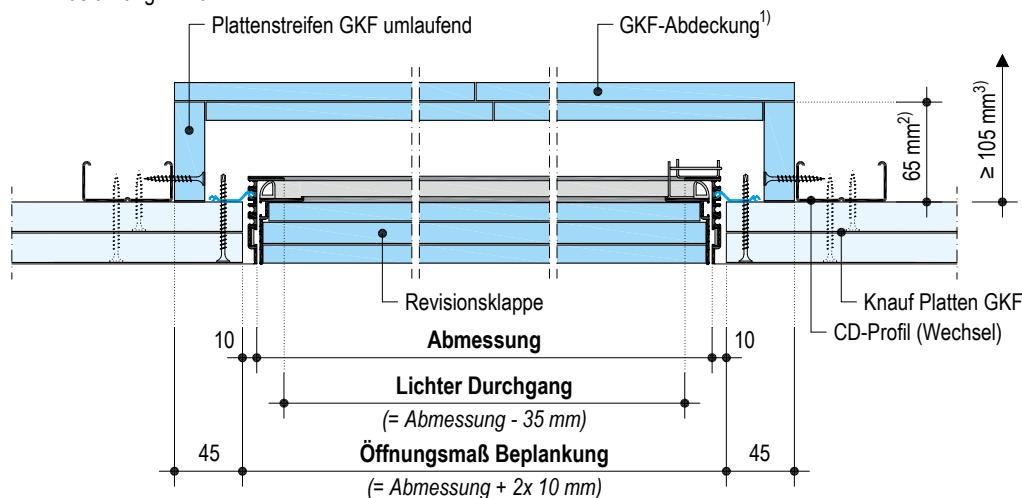 Plattenstreifen GKF umlaufend
GKF-Abdeckung1)
65 mm2)
≥ 105 mm3)
Revisionsklappe
Knauf Platten GKF
CD-Profil (Wechsel)
10
Abmessung
10
Lichter Durchgang
(= Abmessung - 35 mm)
45
Öffnungsmaß Beplankung
45
(= Abmessung + 2x 10 mm)